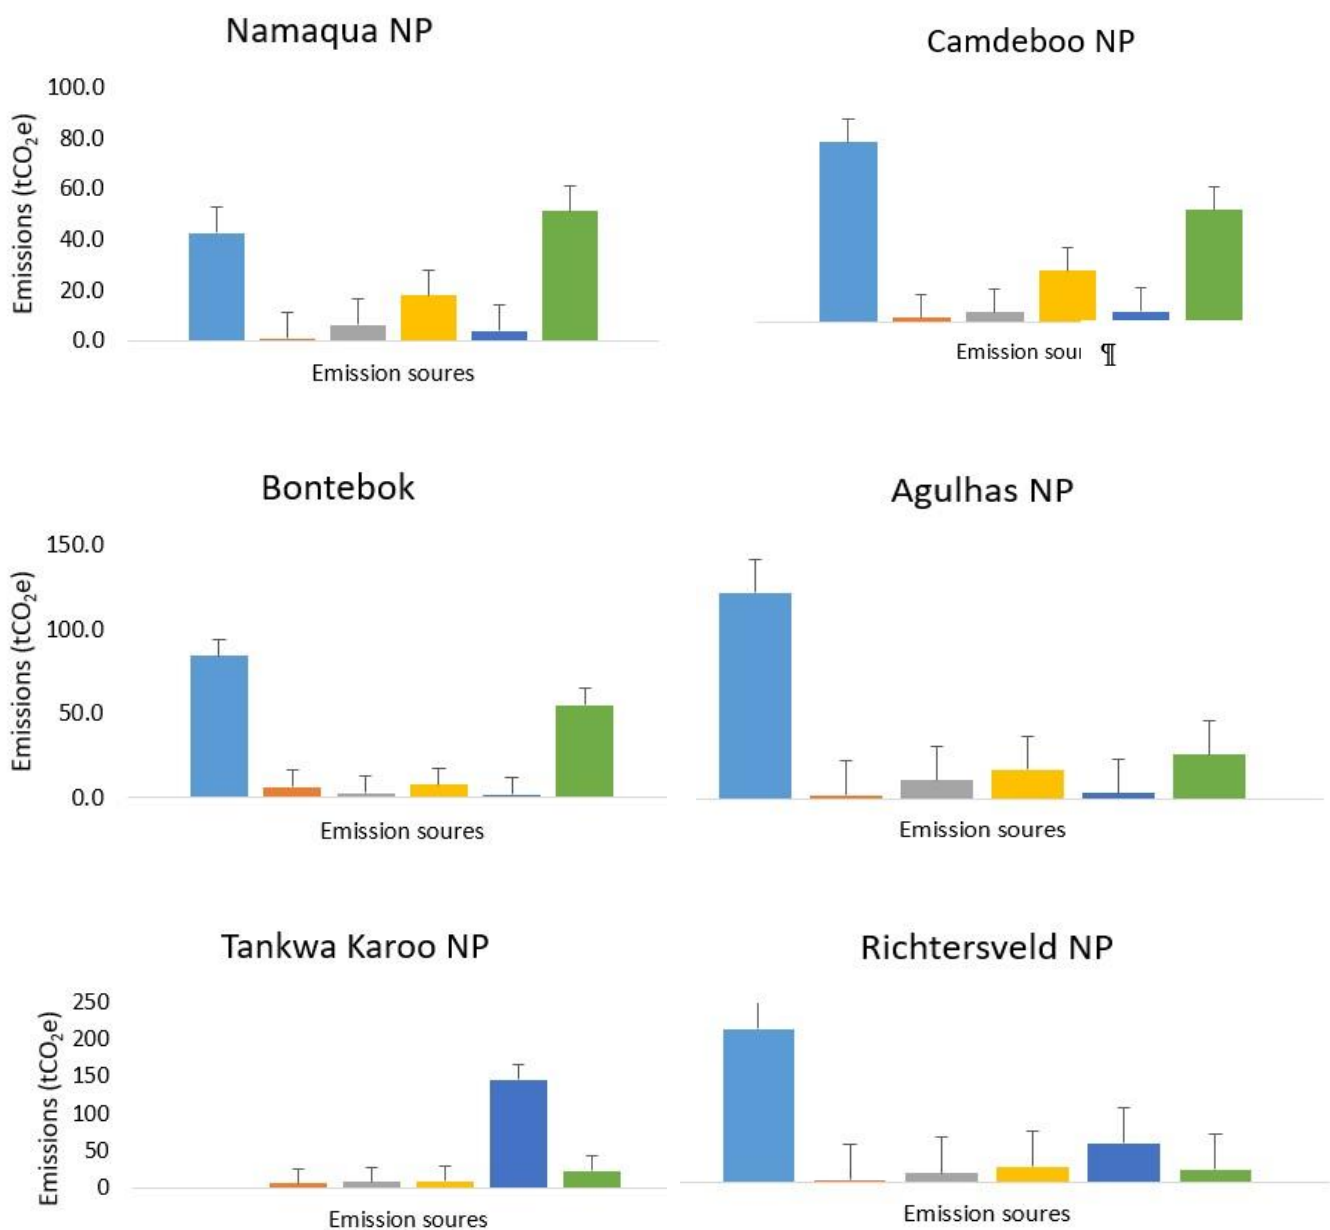 Namaqua NP
Camdeboo NP
Emissions (tCO₂e)
100.0
80.0
60.0
40.0
20.0
0.0
Emission soures
Emission sour ¶
Bontebok
Agulhas NP
Emissions (tCO₂e)
150.0
100.0
50.0
0.0
Emission soures
Emission soures
Tankwa Karoo NP
Richtersveld NP
Emissions (tCO₂e)
250
200
150
100
50
0
Emission soures
Emission soures